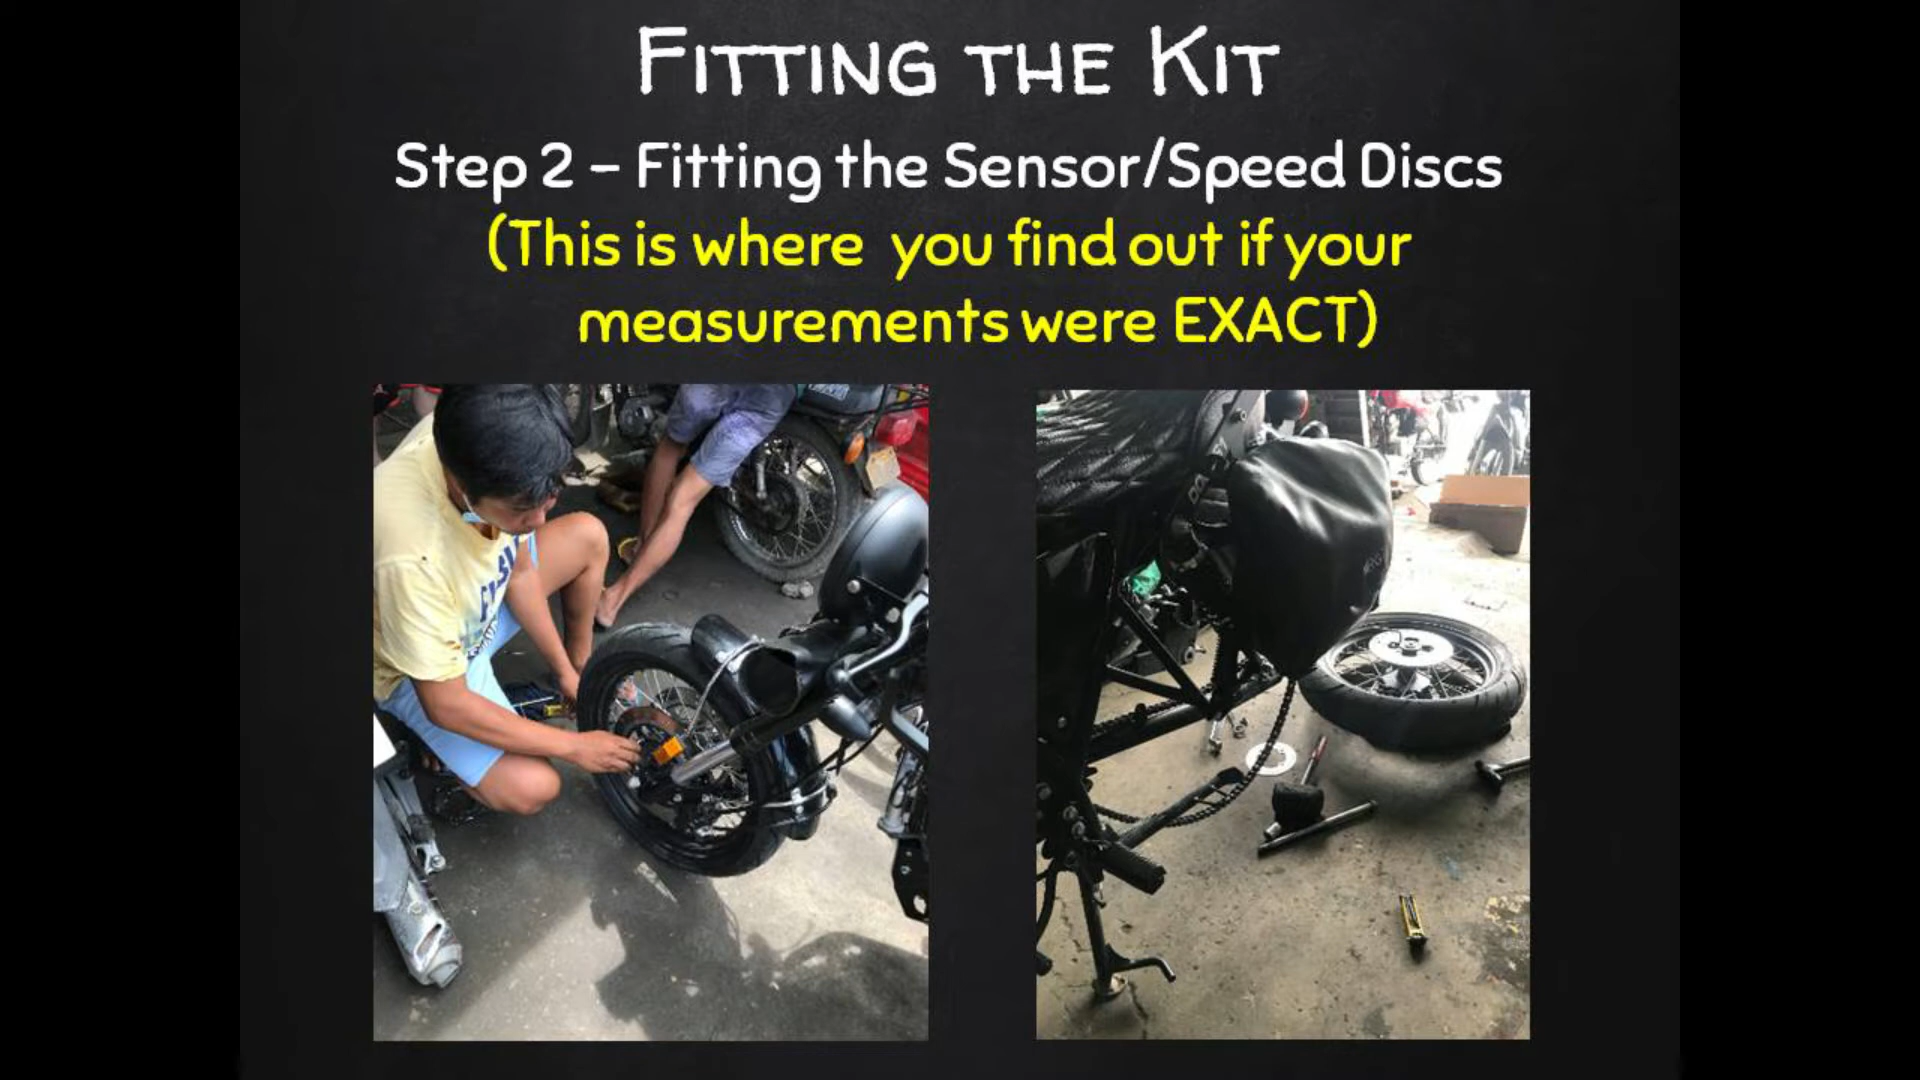 Fitting the Kit
Step 2 – Fitting the Sensor/Speed Discs
(This is where you find out if your
measurements were EXACT)